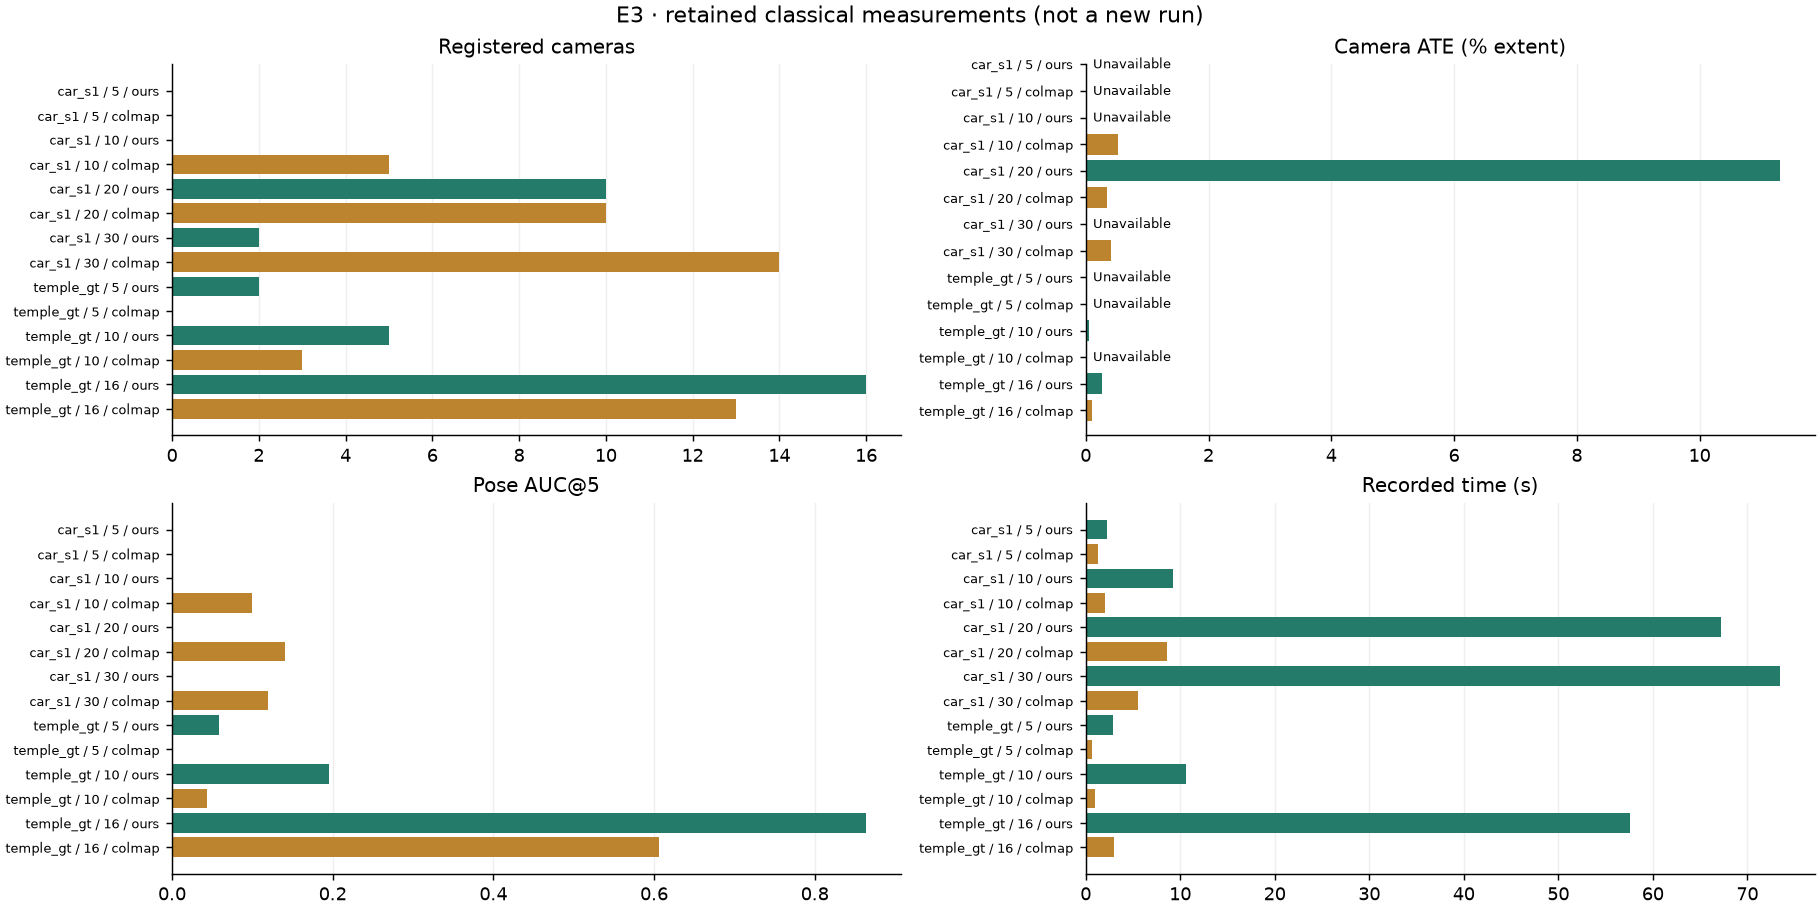 E3 · retained classical measurements (not a new run)
Registered cameras
car_s1 / 5 / ours
car_s1 / 5 / colmap
car_s1 / 10 / ours
car_s1 / 10 / colmap
car_s1 / 20 / ours
car_s1 / 20 / colmap
car_s1 / 30 / ours
car_s1 / 30 / colmap
temple_gt / 5 / ours
temple_gt / 5 / colmap
temple_gt / 10 / ours
temple_gt / 10 / colmap
temple_gt / 16 / ours
temple_gt / 16 / colmap
0 2 4 6 8 10 12 14 16
Camera ATE (% extent)
car_s1 / 5 / ours Unavailable
car_s1 / 5 / colmap Unavailable
car_s1 / 10 / ours Unavailable
car_s1 / 10 / colmap
car_s1 / 20 / ours
car_s1 / 20 / colmap
car_s1 / 30 / ours Unavailable
car_s1 / 30 / colmap
temple_gt / 5 / ours Unavailable
temple_gt / 5 / colmap Unavailable
temple_gt / 10 / ours
temple_gt / 10 / colmap Unavailable
temple_gt / 16 / ours
temple_gt / 16 / colmap
0 2 4 6 8 10
Pose AUC@5
car_s1 / 5 / ours
car_s1 / 5 / colmap
car_s1 / 10 / ours
car_s1 / 10 / colmap
car_s1 / 20 / ours
car_s1 / 20 / colmap
car_s1 / 30 / ours
car_s1 / 30 / colmap
temple_gt / 5 / ours
temple_gt / 5 / colmap
temple_gt / 10 / ours
temple_gt / 10 / colmap
temple_gt / 16 / ours
temple_gt / 16 / colmap
0.0 0.2 0.4 0.6 0.8
Recorded time (s)
car_s1 / 5 / ours
car_s1 / 5 / colmap
car_s1 / 10 / ours
car_s1 / 10 / colmap
car_s1 / 20 / ours
car_s1 / 20 / colmap
car_s1 / 30 / ours
car_s1 / 30 / colmap
temple_gt / 5 / ours
temple_gt / 5 / colmap
temple_gt / 10 / ours
temple_gt / 10 / colmap
temple_gt / 16 / ours
temple_gt / 16 / colmap
0 10 20 30 40 50 60 70